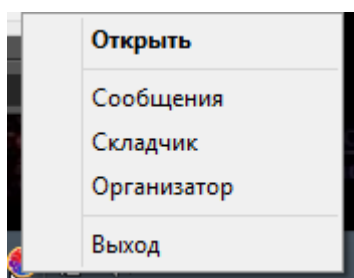 Открыть
Сообщения
Складчик
Организатор
Выход